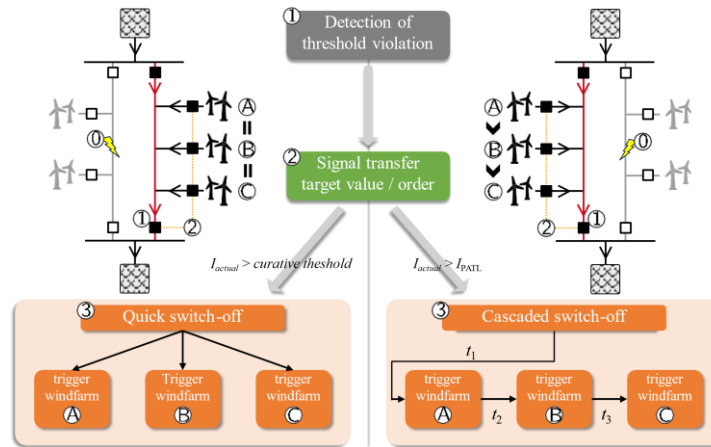 ① Detection of
threshold violation
② Signal transfer
target value / order
⓪
Ⓐ
=
Ⓑ
=
Ⓒ
①
②
Ⓐ
Ⓑ
Ⓒ
⓪
①
②
I_actual > curative theshold
I_actual > I_PATL
③ Quick switch-off
trigger
windfarm
Ⓐ
Trigger
windfarm
Ⓑ
trigger
windfarm
Ⓒ
③ Cascaded switch-off
t₁
trigger
windfarm
Ⓐ
t₂
trigger
windfarm
Ⓑ
t₃
trigger
windfarm
Ⓒ